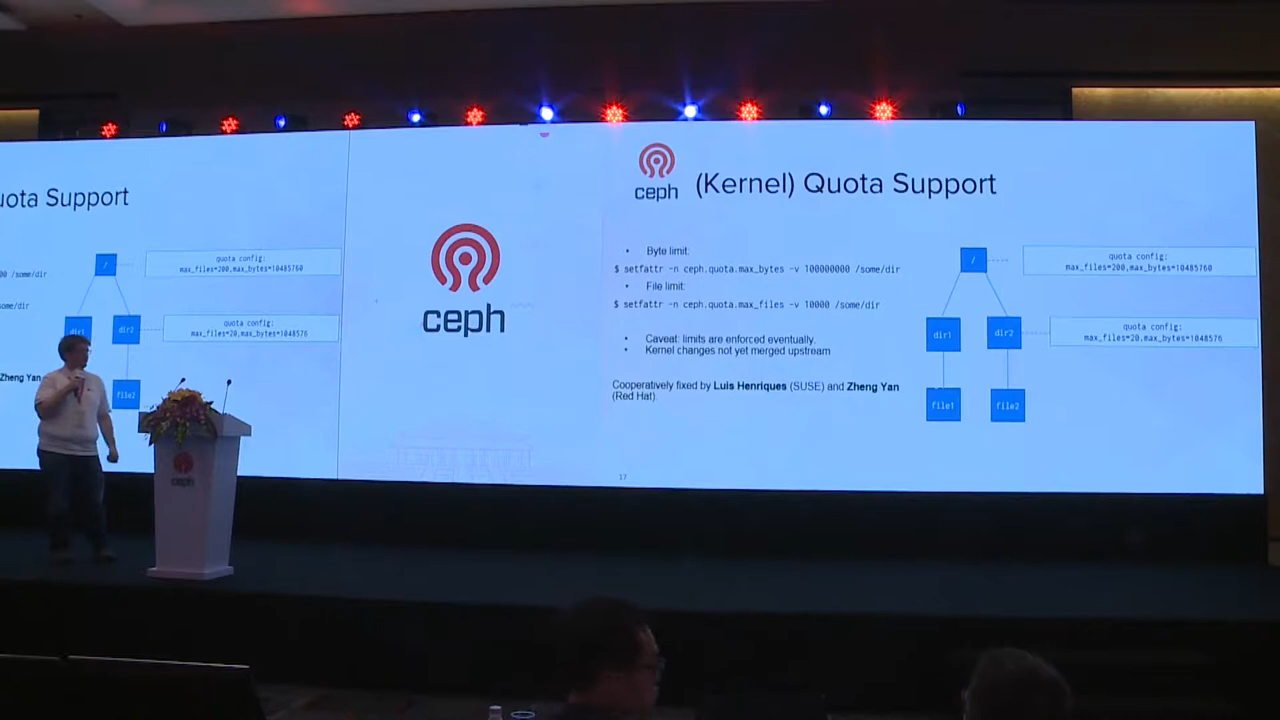 uota Support
00 /some/dir
ome/dir
Zheng Yan
/
quota config:
max_files=200,max_bytes=10485760
dir1
dir2
quota config:
max_files=20,max_bytes=1048576
file2
ceph
ceph
ceph
(Kernel) Quota Support
• Byte limit:
$ setfattr -n ceph.quota.max_bytes -v 100000000 /some/dir
• File limit:
$ setfattr -n ceph.quota.max_files -v 10000 /some/dir
• Caveat: limits are enforced eventually.
• Kernel changes not yet merged upstream
Cooperatively fixed by Luis Henriques (SUSE) and Zheng Yan
(Red Hat).
/
quota config:
max_files=200,max_bytes=10485760
dir1
dir2
quota config:
max_files=20,max_bytes=1048576
file1
file2
17